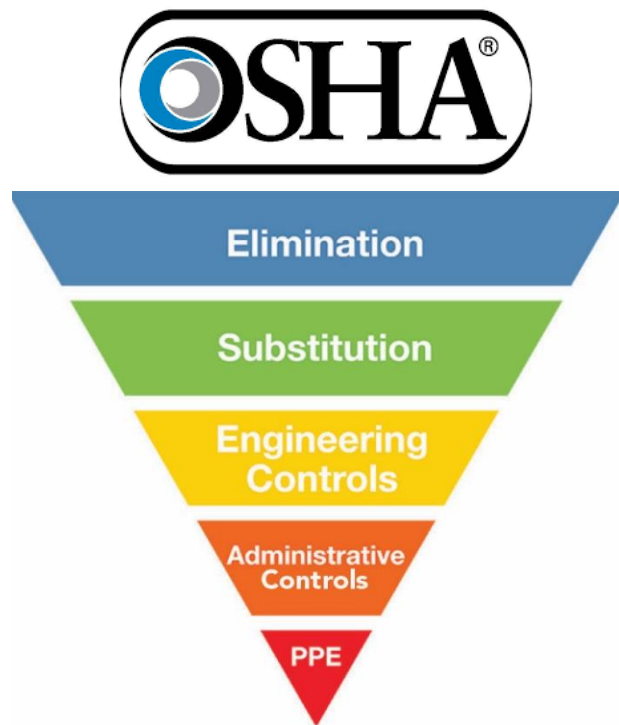 OSHA®
Elimination
Substitution
Engineering
Controls
Administrative
Controls
PPE